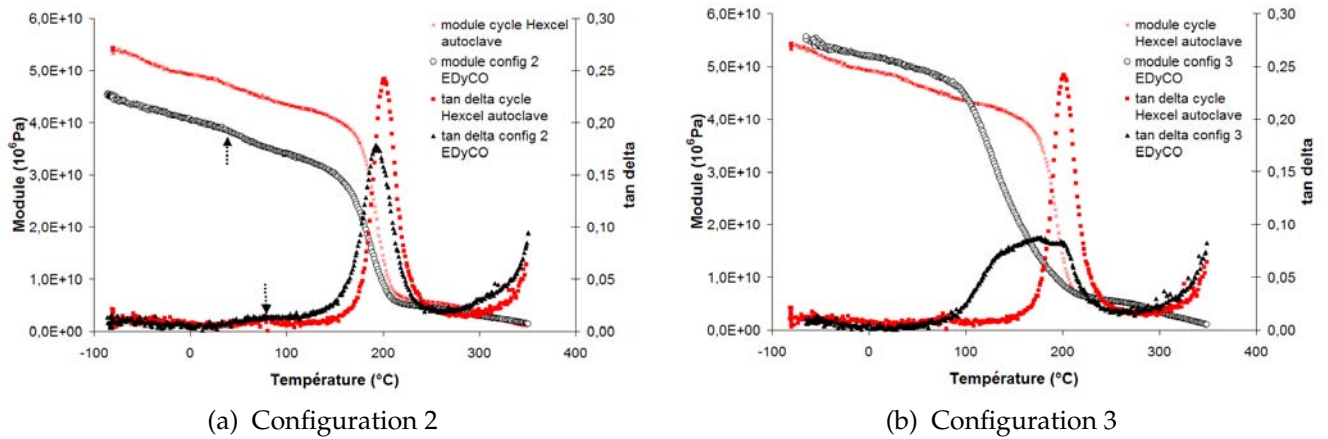 6,0E+10
5,0E+10
4,0E+10
3,0E+10
2,0E+10
1,0E+10
0,0E+00
Module (10⁶Pa)
-100
0
100
200
300
400
Température (°C)
0,30
0,25
0,20
0,15
0,10
0,05
0,00
tan delta
module cycle Hexcel
autoclave
module config 2
EDyCO
tan delta cycle
Hexcel autoclave
tan delta config 2
EDyCO
(a) Configuration 2
6,0E+10
5,0E+10
4,0E+10
3,0E+10
2,0E+10
1,0E+10
0,0E+00
Module (10⁶Pa)
-100
0
100
200
300
400
Température (°C)
0,30
0,25
0,20
0,15
0,10
0,05
0,00
tan delta
module cycle
Hexcel autoclave
module config 3
EDyCO
tan delta cycle
Hexcel autoclave
tan delta config 3
EDyCO
(b) Configuration 3